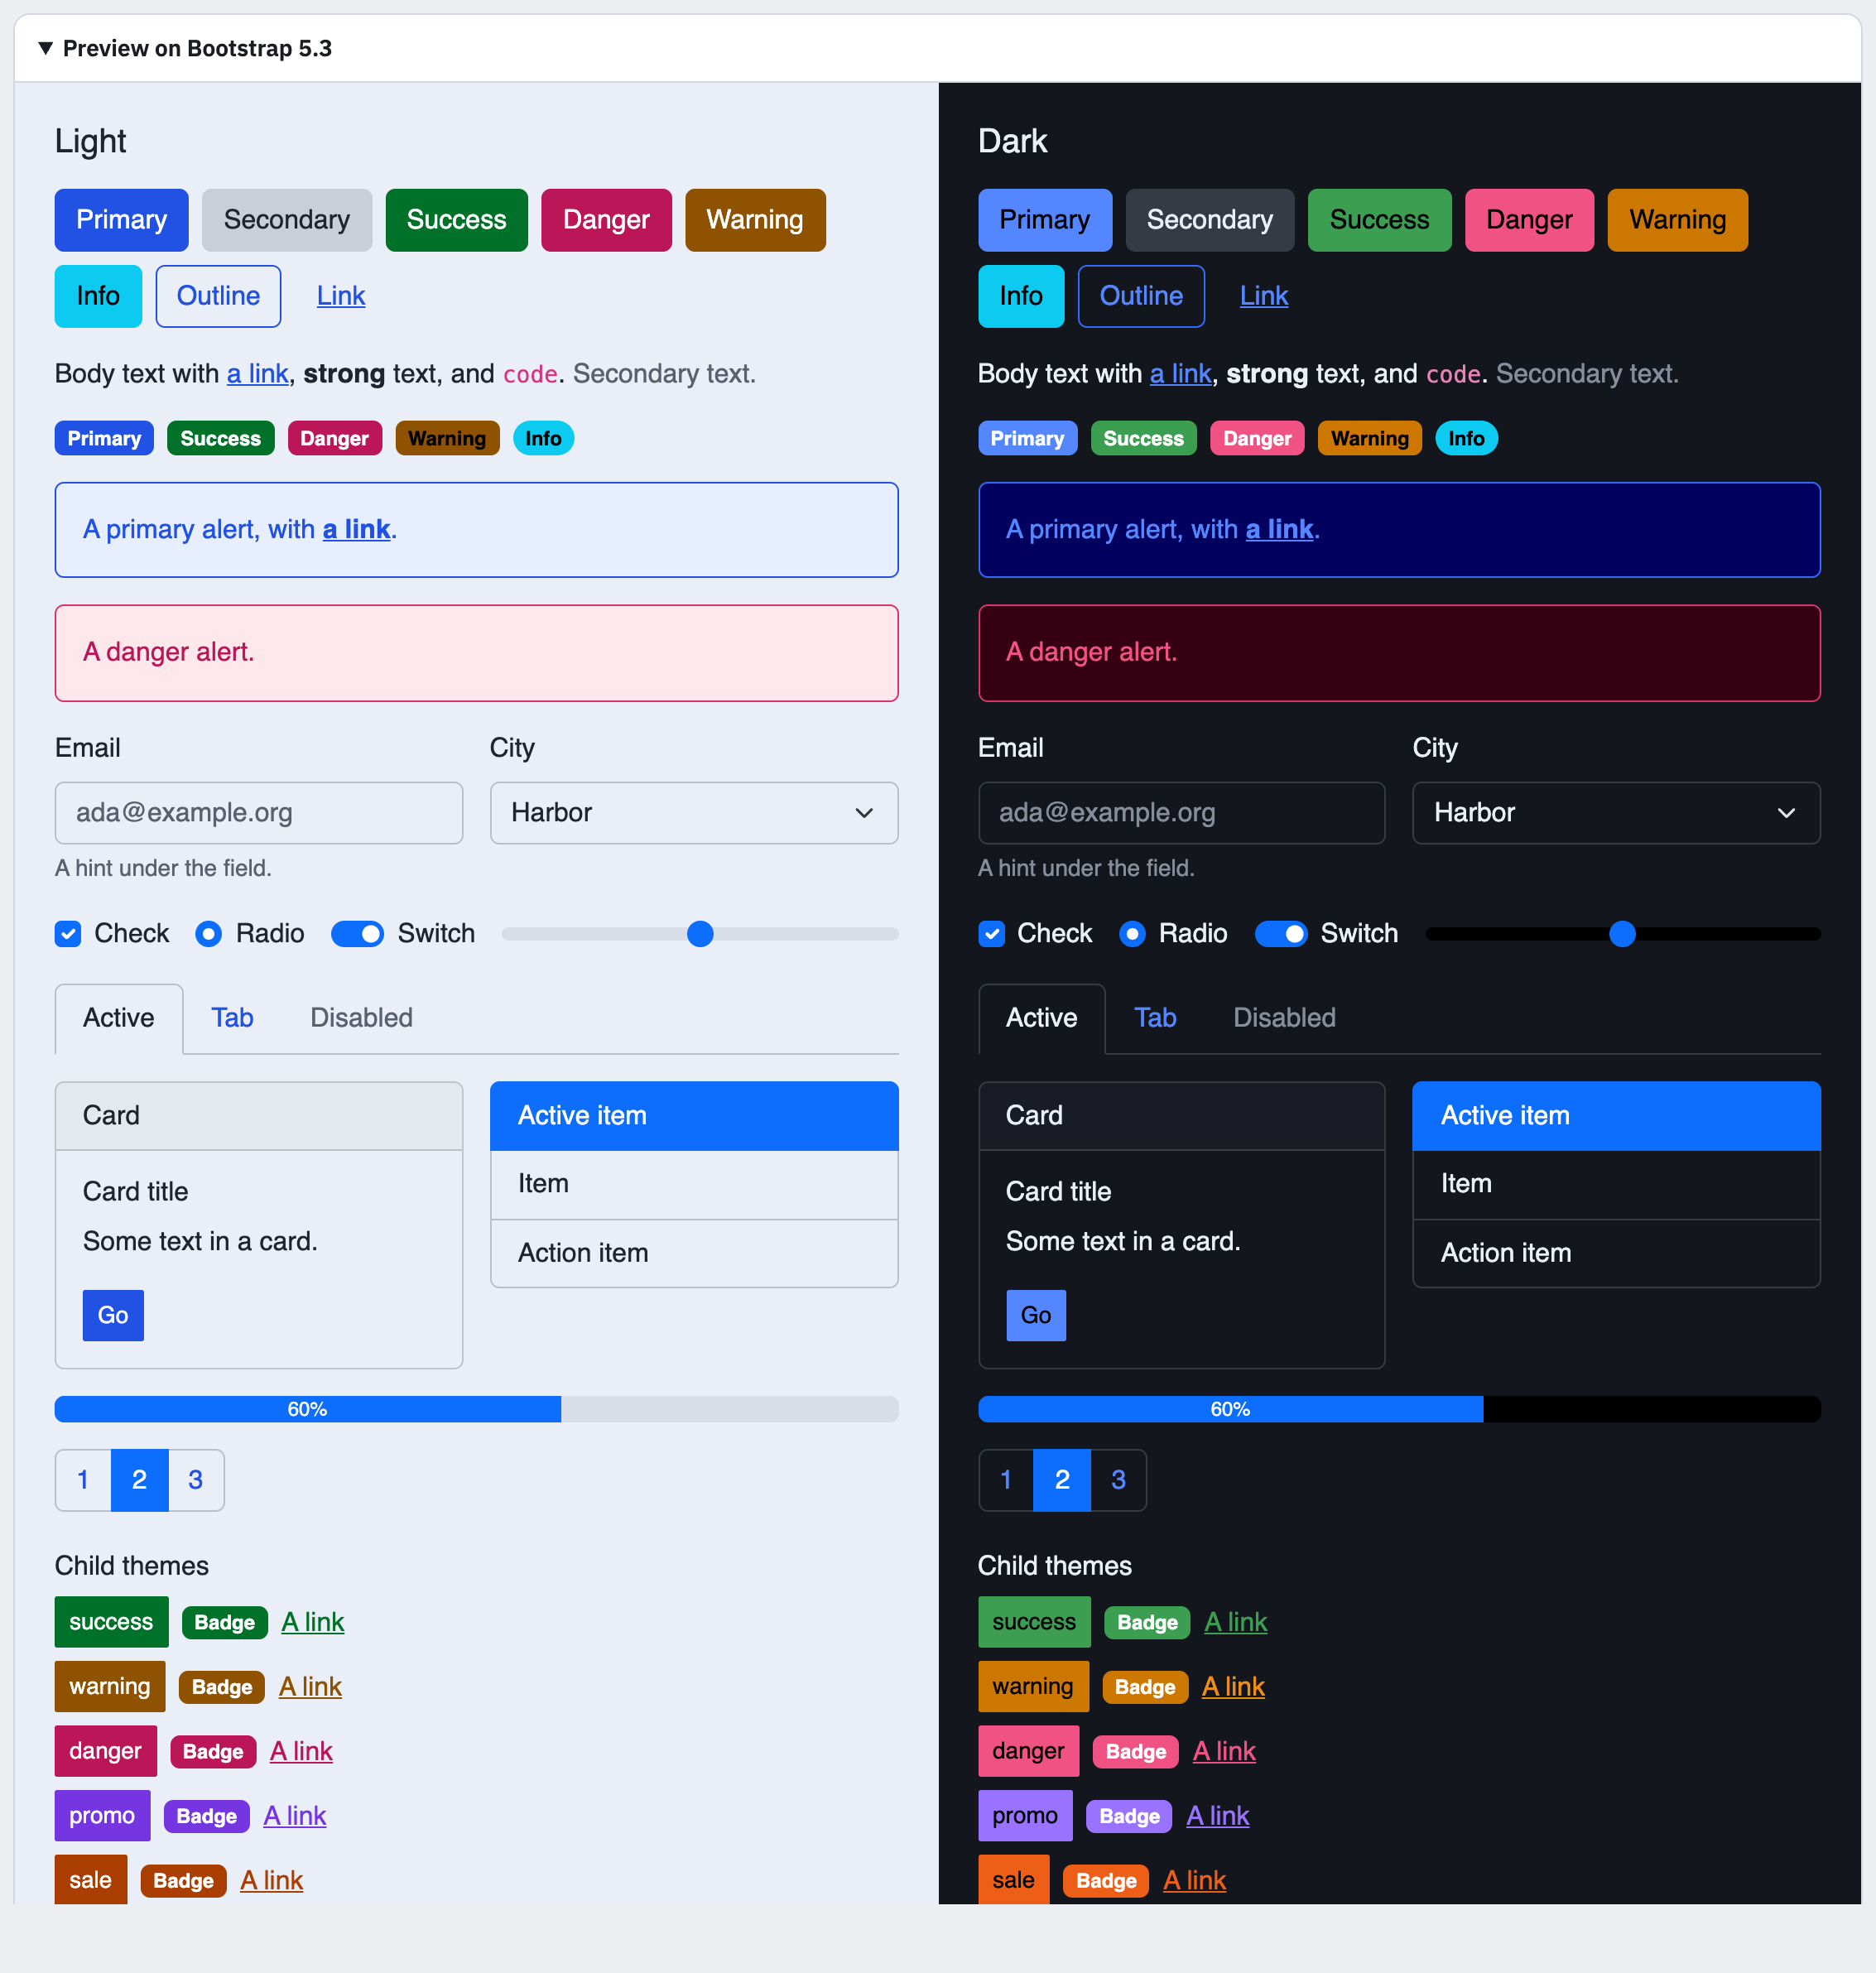 ▼ Preview on Bootstrap 5.3
Light
Primary Secondary Success Danger Warning
Info Outline Link
Body text with a link, strong text, and code. Secondary text.
Primary Success Danger Warning Info
A primary alert, with a link.
A danger alert.
Email City
ada@example.org Harbor
A hint under the field.
Check Radio Switch
Active Tab Disabled
Card
Card title
Some text in a card.
Go
Active item
Item
Action item
60%
1 2 3
Child themes
success Badge A link
warning Badge A link
danger Badge A link
promo Badge A link
sale Badge A link
Dark
Primary Secondary Success Danger Warning
Info Outline Link
Body text with a link, strong text, and code. Secondary text.
Primary Success Danger Warning Info
A primary alert, with a link.
A danger alert.
Email City
ada@example.org Harbor
A hint under the field.
Check Radio Switch
Active Tab Disabled
Card
Card title
Some text in a card.
Go
Active item
Item
Action item
60%
1 2 3
Child themes
success Badge A link
warning Badge A link
danger Badge A link
promo Badge A link
sale Badge A link